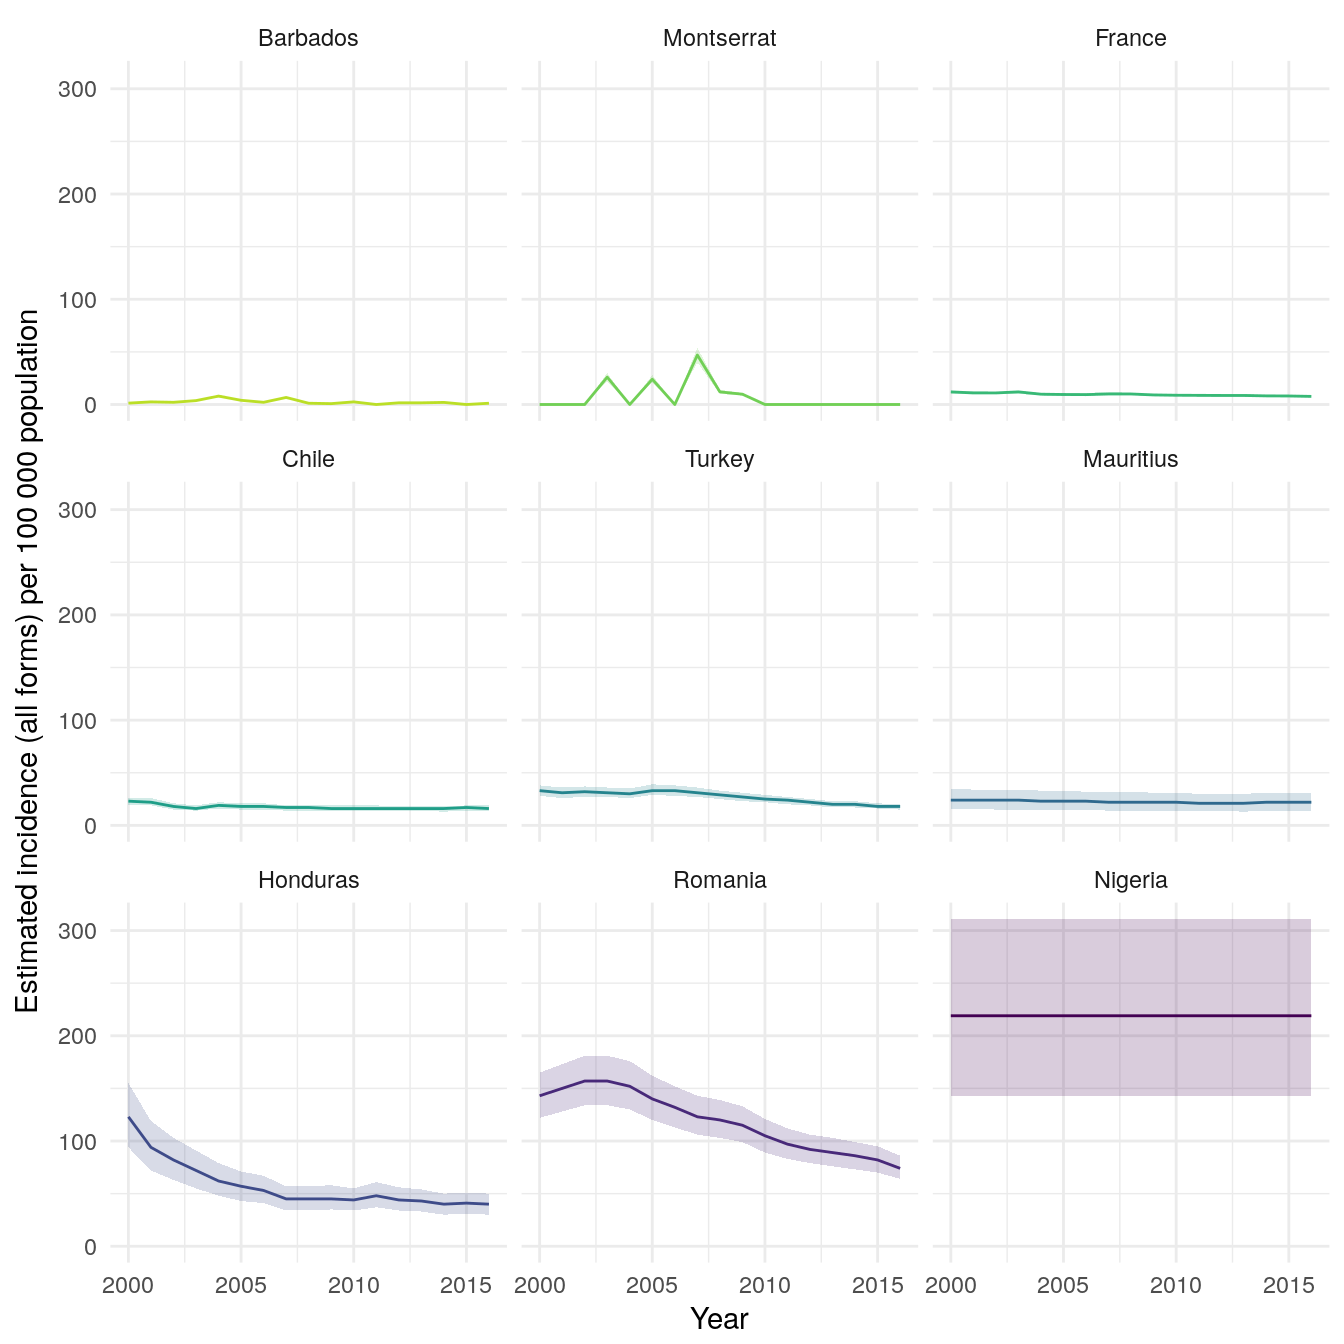 Barbados Montserrat France
300
200
100
0
Chile Turkey Mauritius
300
200
100
0
Honduras Romania Nigeria
300
200
100
0
2000 2005 2010 2015 2000 2005 2010 2015 2000 2005 2010 2015
Year
Estimated incidence (all forms) per 100 000 population